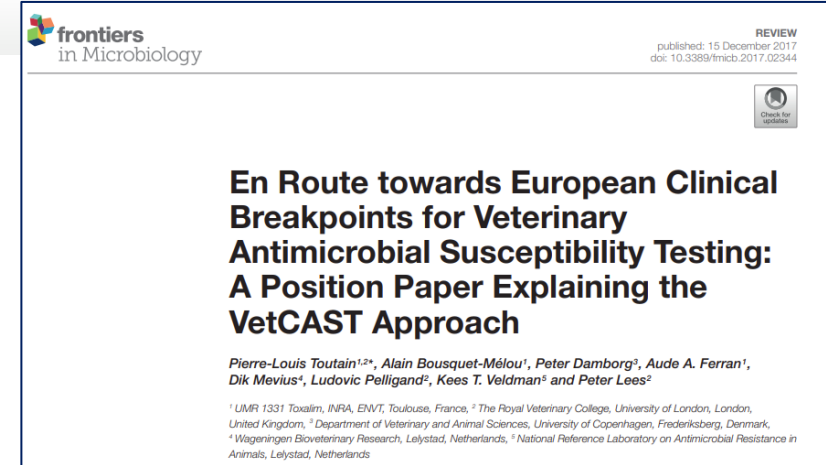 frontiers
in Microbiology
REVIEW
published: 15 December 2017
doi: 10.3389/fmicb.2017.02344
Check for
updates
En Route towards European Clinical
Breakpoints for Veterinary
Antimicrobial Susceptibility Testing:
A Position Paper Explaining the
VetCAST Approach
Pierre-Louis Toutain¹,²*, Alain Bousquet-Mélou¹, Peter Damborg³, Aude A. Ferran¹,
Dik Mevius⁴, Ludovic Pelligand², Kees T. Veldman⁵ and Peter Lees²
¹ UMR 1331 Toxalim, INRA, ENVT, Toulouse, France, ² The Royal Veterinary College, University of London, London,
United Kingdom, ³ Department of Veterinary and Animal Sciences, University of Copenhagen, Frederiksberg, Denmark,
⁴ Wageningen Bioveterinary Research, Lelystad, Netherlands, ⁵ National Reference Laboratory on Antimicrobial Resistance in
Animals, Lelystad, Netherlands